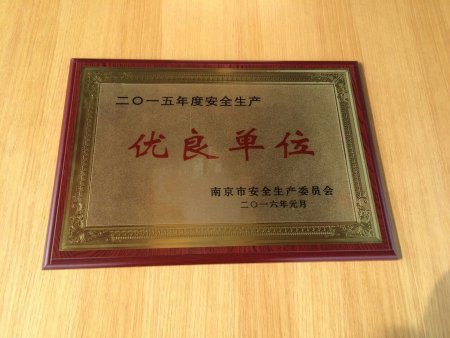 二〇一五年度安全生产
优良单位
南京市安全生产委员会
二〇一六年元月